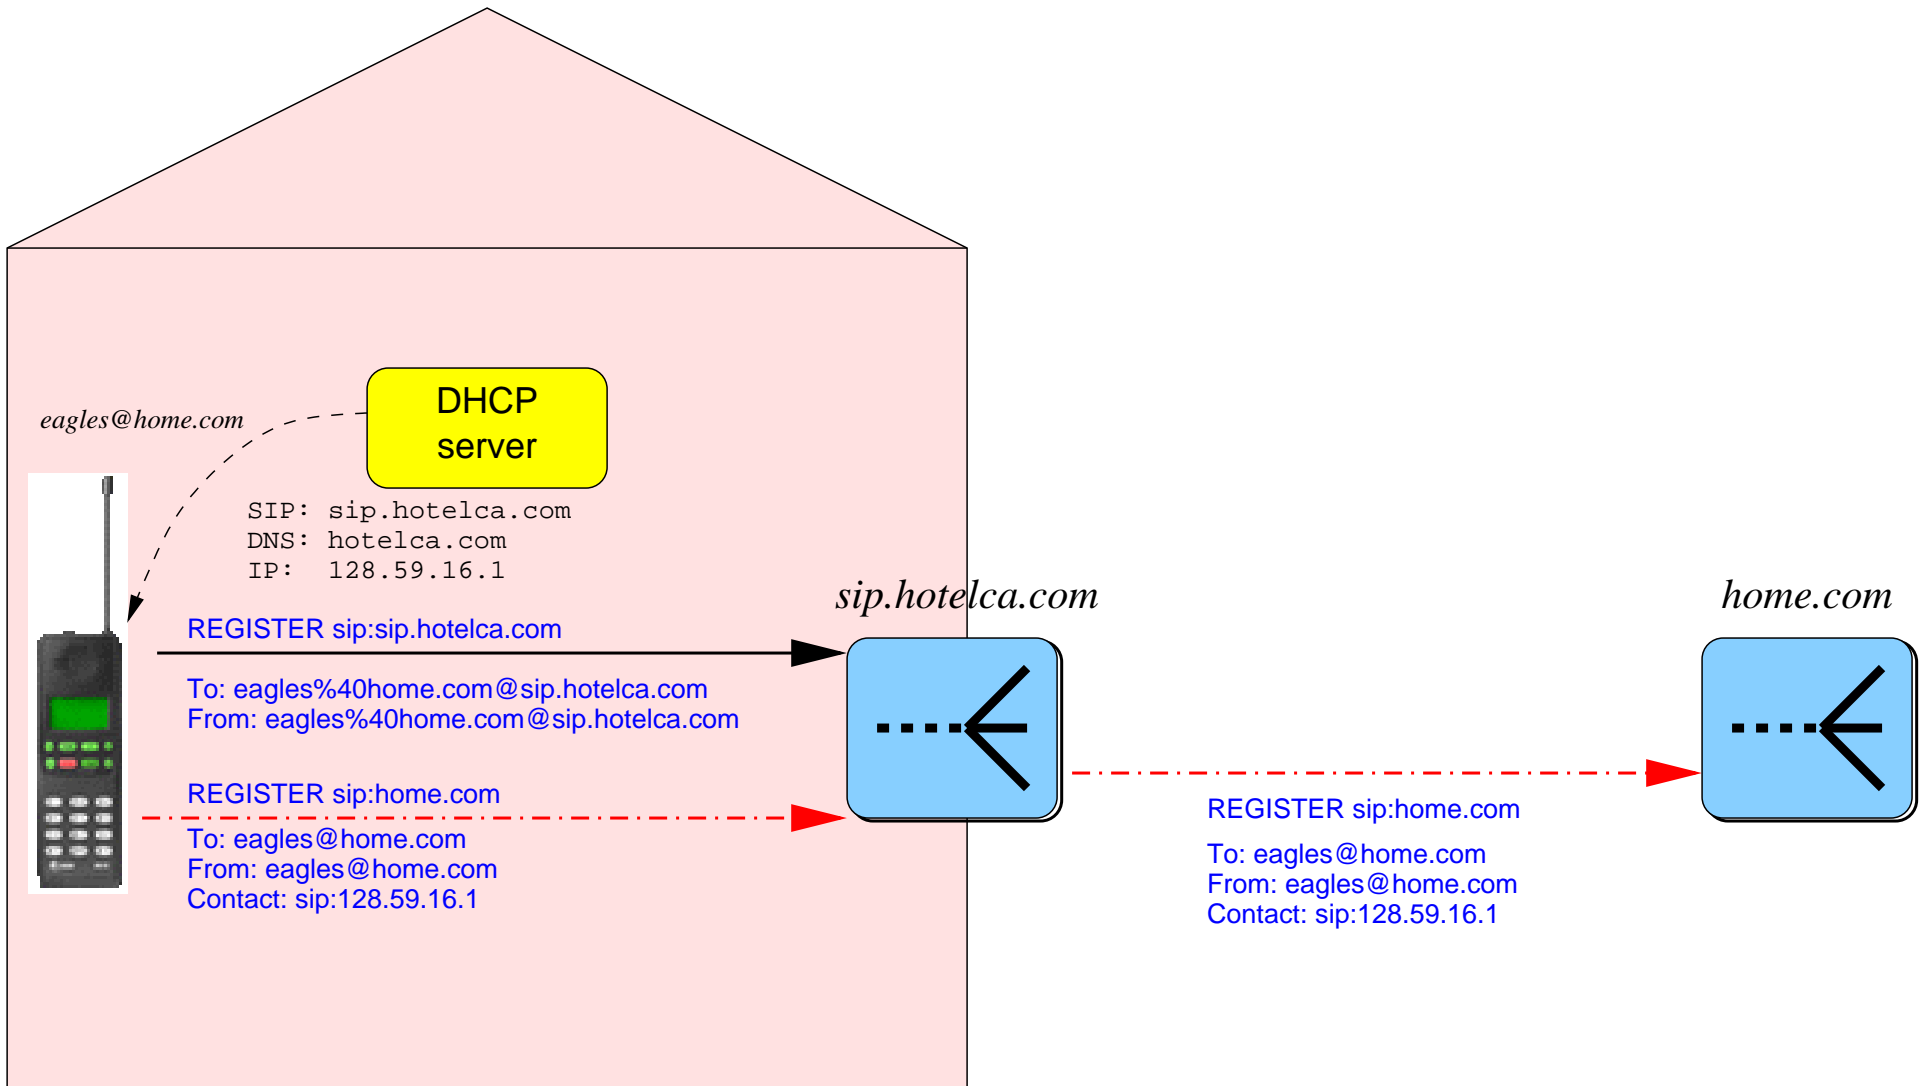 DHCP
server
eagles@home.com
SIP: sip.hotelca.com
DNS: hotelca.com
IP: 128.59.16.1
sip.hotelca.com
home.com
REGISTER sip:sip.hotelca.com
To: eagles%40home.com@sip.hotelca.com
From: eagles%40home.com@sip.hotelca.com
REGISTER sip:home.com
To: eagles@home.com
From: eagles@home.com
Contact: sip:128.59.16.1
REGISTER sip:home.com
To: eagles@home.com
From: eagles@home.com
Contact: sip:128.59.16.1